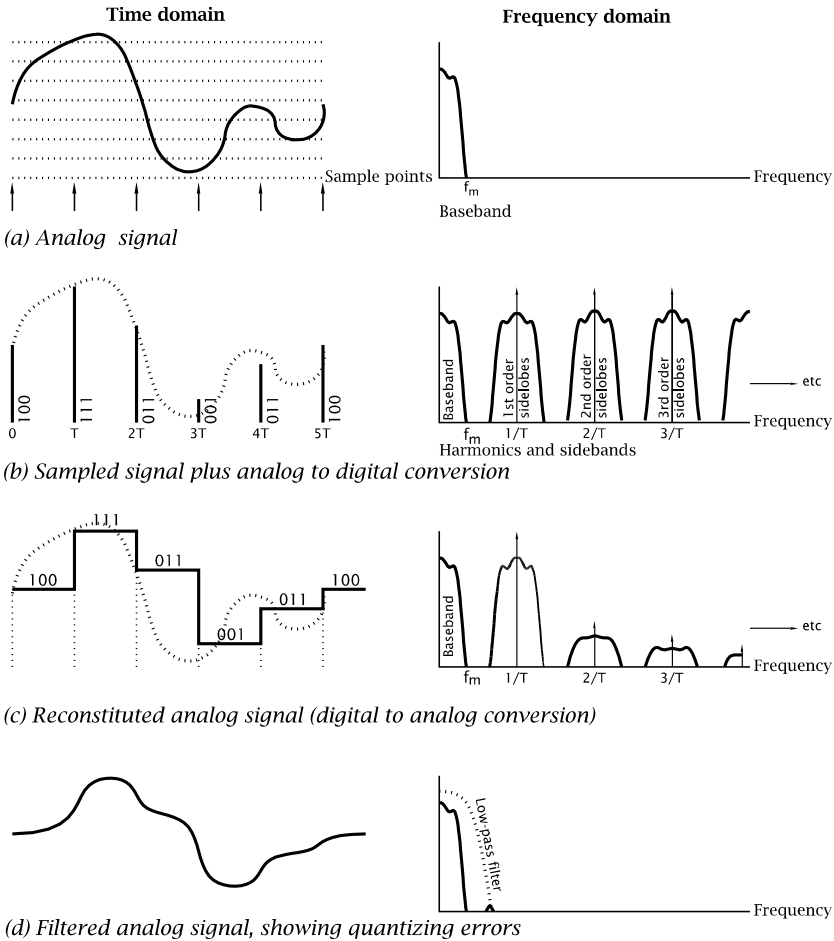 Time domain
Frequency domain
Sample points
f_m
Frequency
Baseband
(a) Analog signal
100
111
011
001
011
100
0
T
2T
3T
4T
5T
Baseband
1st order
sidelobes
2nd order
sidelobes
3rd order
sidelobes
etc
Frequency
f_m
1/T
2/T
3/T
Harmonics and sidebands
(b) Sampled signal plus analog to digital conversion
100
111
011
001
011
100
Baseband
etc
Frequency
f_m
1/T
2/T
3/T
(c) Reconstituted analog signal (digital to analog conversion)
Low-pass filter
Frequency
(d) Filtered analog signal, showing quantizing errors